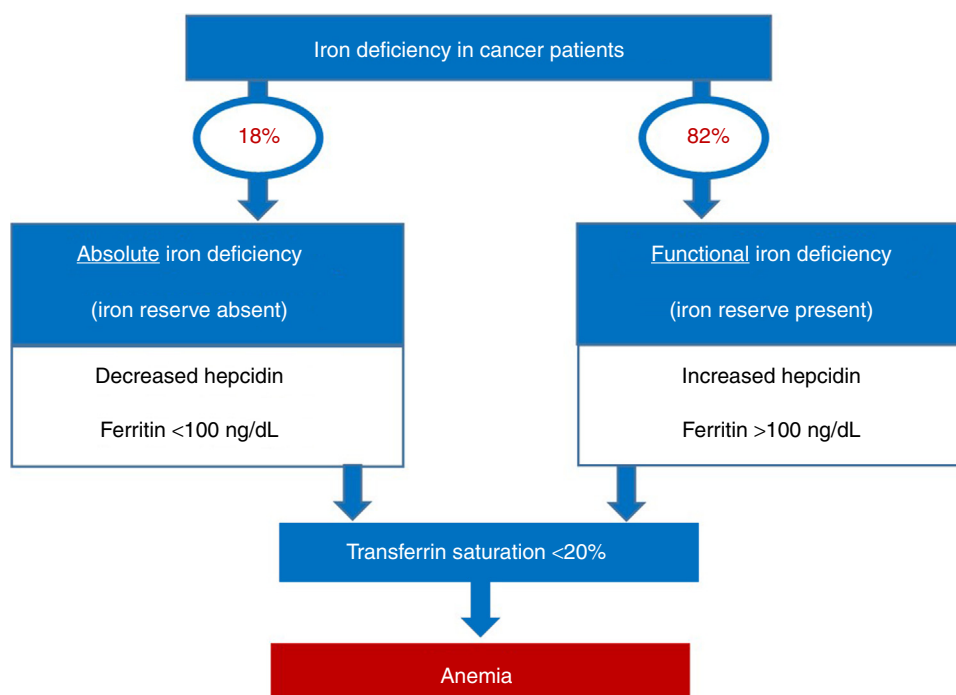 Iron deficiency in cancer patients
18%
82%
Absolute iron deficiency
(iron reserve absent)
Decreased hepcidin
Ferritin <100 ng/dL
Functional iron deficiency
(iron reserve present)
Increased hepcidin
Ferritin >100 ng/dL
Transferrin saturation <20%
Anemia